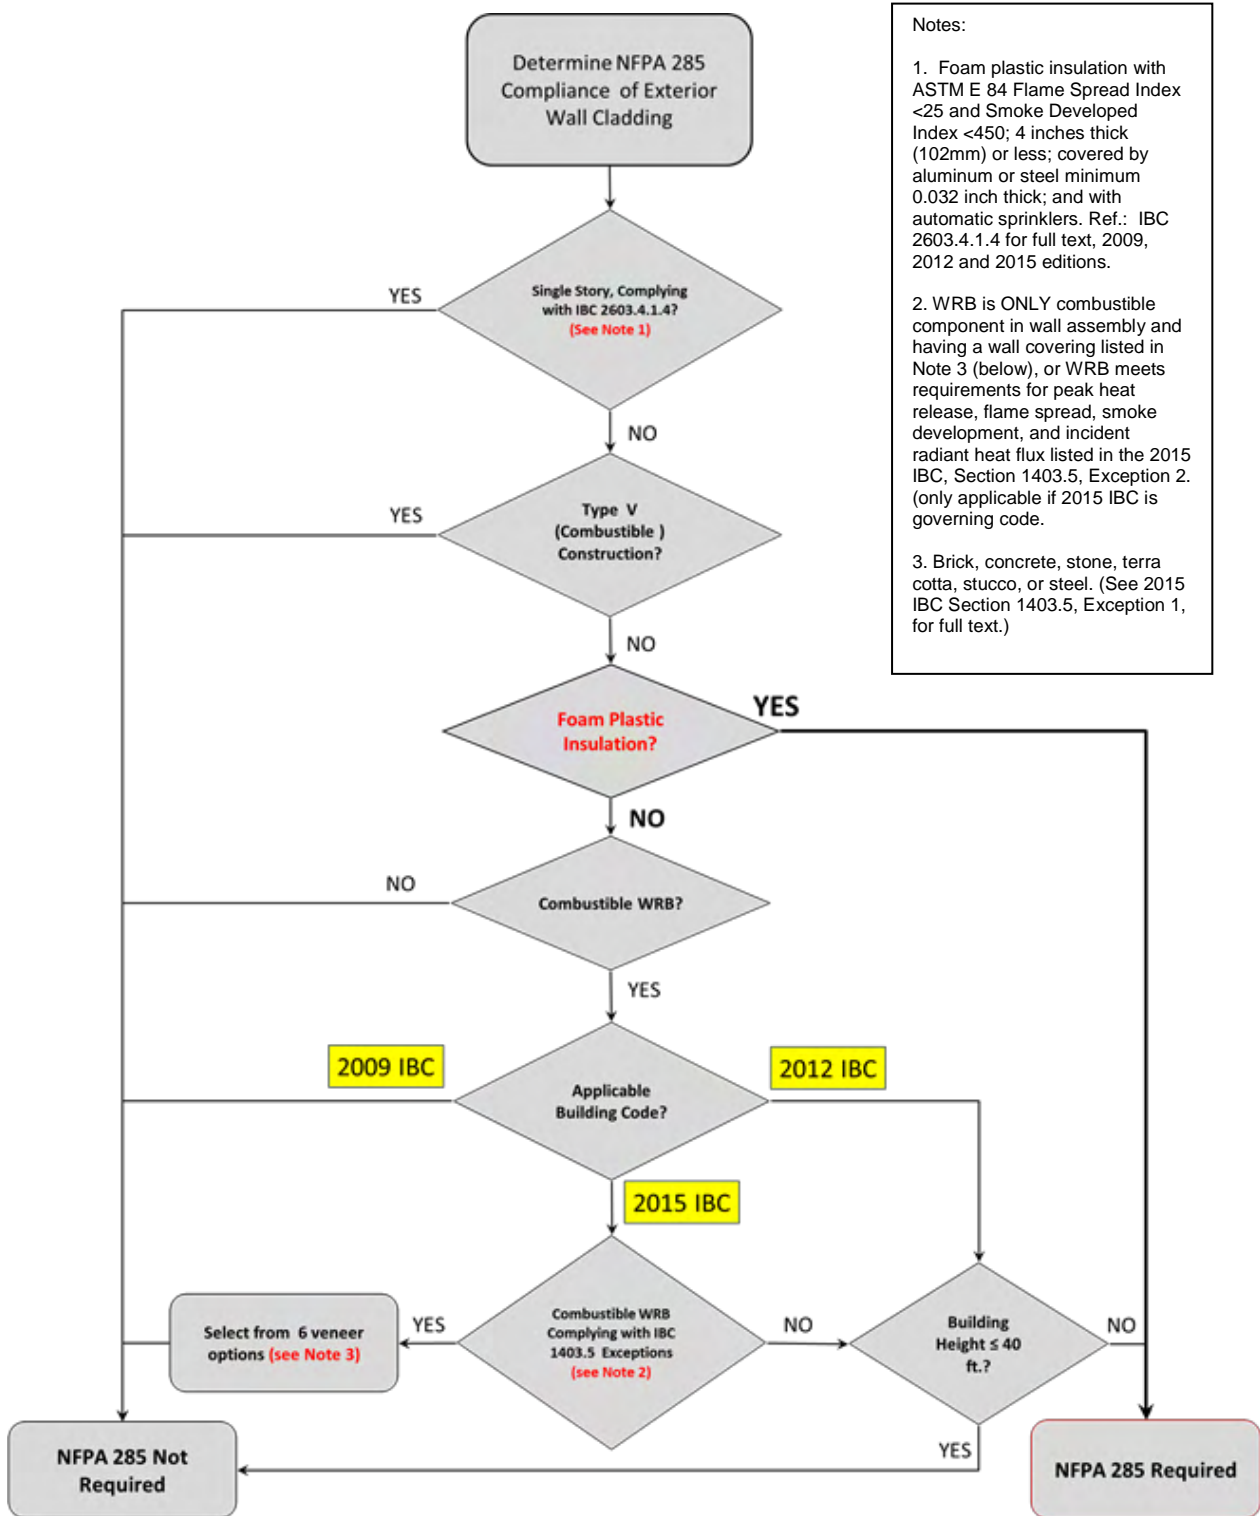 Determine NFPA 285
Compliance of Exterior
Wall Cladding
Notes:
1. Foam plastic insulation with
ASTM E 84 Flame Spread Index
<25 and Smoke Developed
Index <450; 4 inches thick
(102mm) or less; covered by
aluminum or steel minimum
0.032 inch thick; and with
automatic sprinklers. Ref.: IBC
2603.4.1.4 for full text, 2009,
2012 and 2015 editions.
2. WRB is ONLY combustible
component in wall assembly and
having a wall covering listed in
Note 3 (below), or WRB meets
requirements for peak heat
release, flame spread, smoke
development, and incident
radiant heat flux listed in the 2015
IBC, Section 1403.5, Exception 2.
(only applicable if 2015 IBC is
governing code.
3. Brick, concrete, stone, terra
cotta, stucco, or steel. (See 2015
IBC Section 1403.5, Exception 1,
for full text.)
YES
Single Story, Complying
with IBC 2603.4.1.4?
(See Note 1)
NO
YES
Type V
(Combustible )
Construction?
NO
Foam Plastic
Insulation?
YES
NO
NO
Combustible WRB?
YES
2009 IBC
Applicable
Building Code?
2012 IBC
2015 IBC
Select from 6 veneer
options (see Note 3)
YES
Combustible WRB
Complying with IBC
1403.5 Exceptions
(see Note 2)
NO
Building
Height ≤ 40
ft.?
NO
YES
NFPA 285 Not
Required
NFPA 285 Required